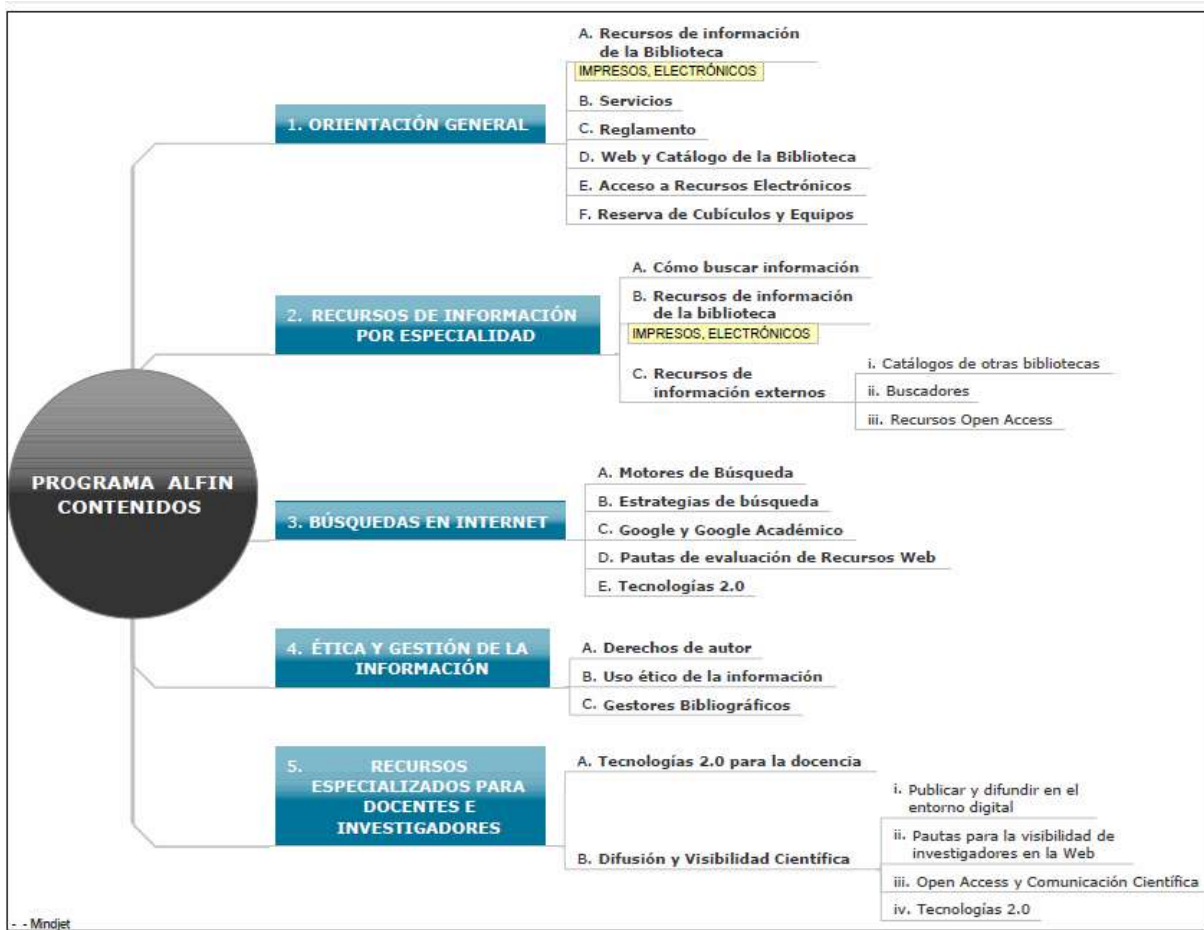 PROGRAMA ALFIN
CONTENIDOS
1. ORIENTACIÓN GENERAL
A. Recursos de información
de la Biblioteca
IMPRESOS, ELECTRÓNICOS
B. Servicios
C. Reglamento
D. Web y Catálogo de la Biblioteca
E. Acceso a Recursos Electrónicos
F. Reserva de Cubículos y Equipos
2. RECURSOS DE INFORMACIÓN
POR ESPECIALIDAD
A. Cómo buscar información
B. Recursos de información
de la biblioteca
IMPRESOS, ELECTRÓNICOS
C. Recursos de
información externos
i. Catálogos de otras bibliotecas
ii. Buscadores
iii. Recursos Open Access
3. BÚSQUEDAS EN INTERNET
A. Motores de Búsqueda
B. Estrategias de búsqueda
C. Google y Google Académico
D. Pautas de evaluación de Recursos Web
E. Tecnologías 2.0
4. ÉTICA Y GESTIÓN DE LA
INFORMACIÓN
A. Derechos de autor
B. Uso ético de la información
C. Gestores Bibliográficos
5. RECURSOS
ESPECIALIZADOS PARA
DOCENTES E
INVESTIGADORES
A. Tecnologías 2.0 para la docencia
B. Difusión y Visibilidad Científica
i. Publicar y difundir en el
entorno digital
ii. Pautas para la visibilidad de
investigadores en la Web
iii. Open Access y Comunicación Científica
iv. Tecnologías 2.0
- - Mindjet